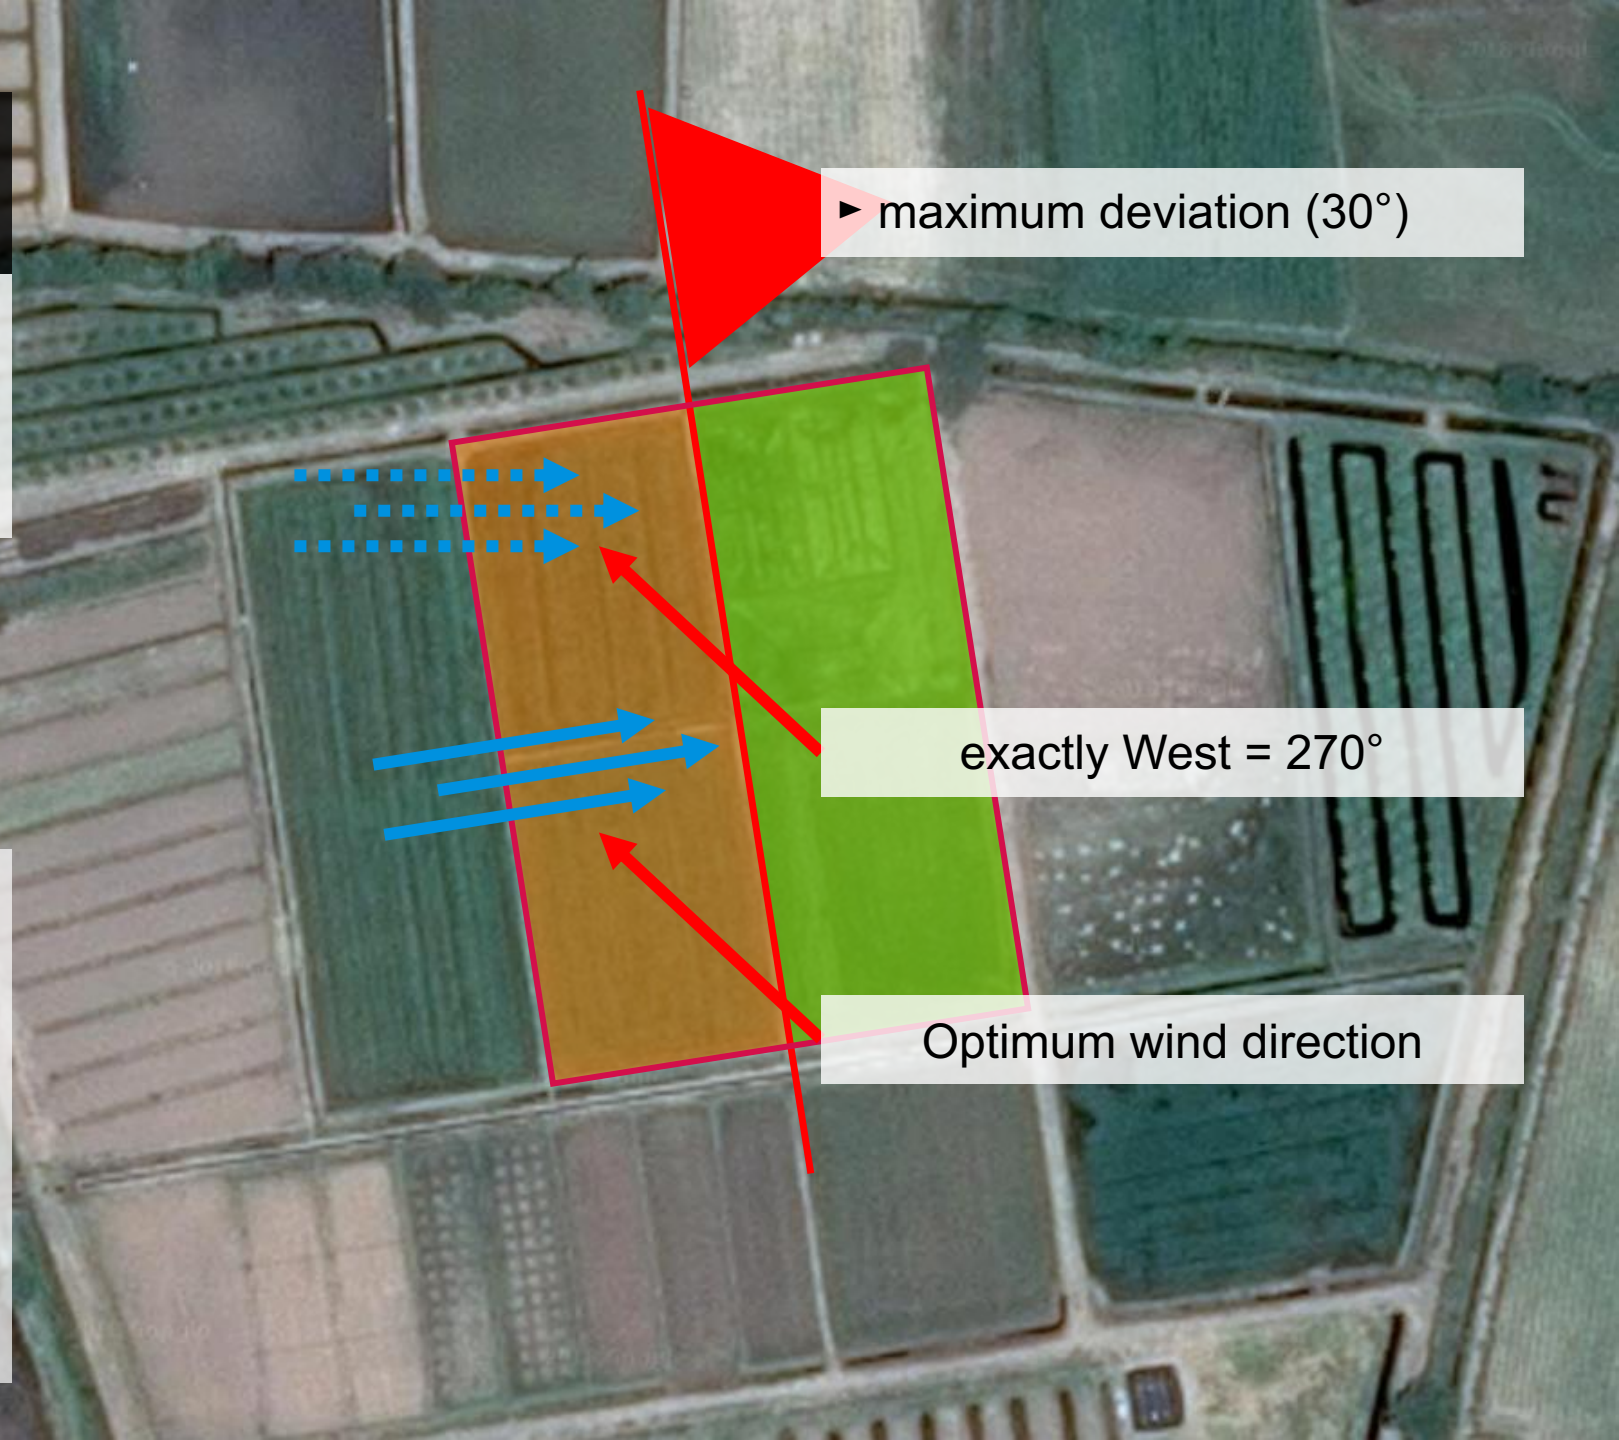 ► maximum deviation (30°)
exactly West = 270°
Optimum wind direction